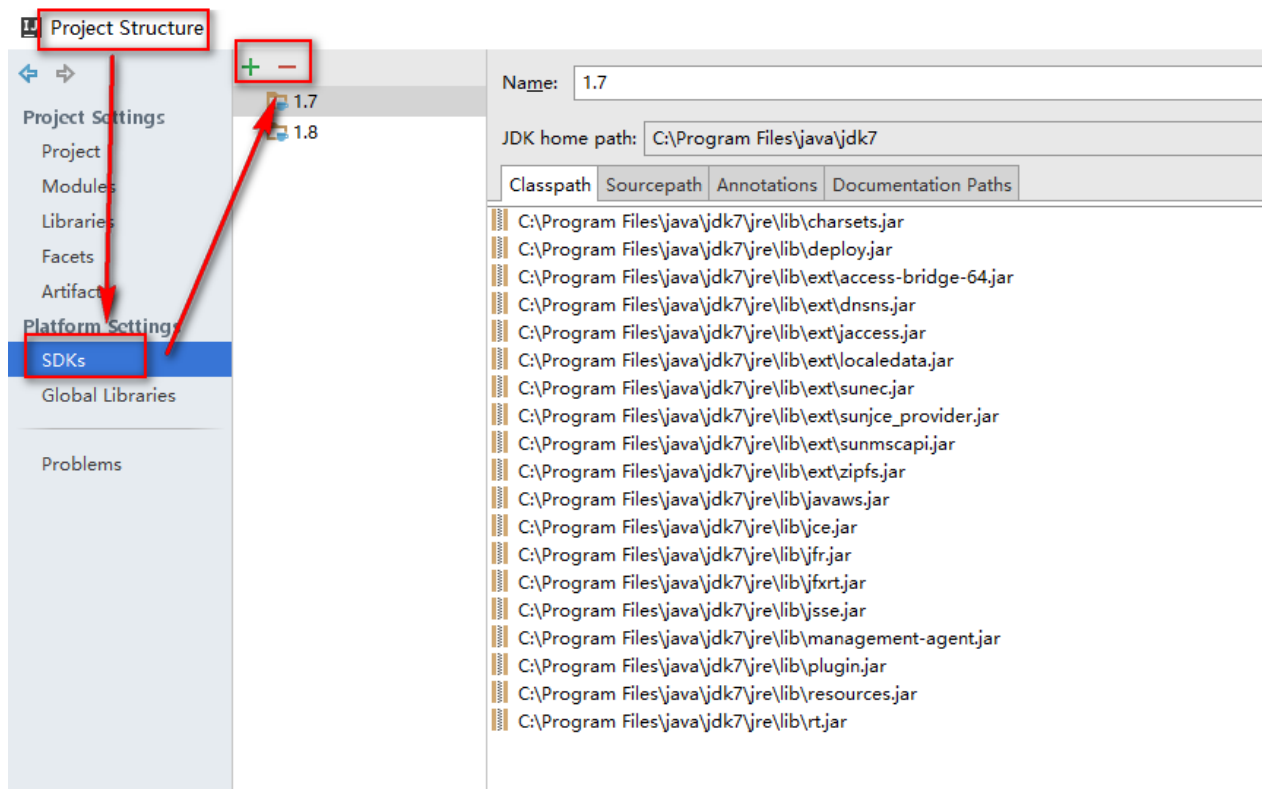 Project Structure
Project Settings
Project
Modules
Libraries
Facets
Artifacts
Platform Settings
SDKs
Global Libraries
Problems
1.7
1.8
Name: 1.7
JDK home path: C:\Program Files\java\jdk7
Classpath Sourcepath Annotations Documentation Paths
C:\Program Files\java\jdk7\jre\lib\charsets.jar
C:\Program Files\java\jdk7\jre\lib\deploy.jar
C:\Program Files\java\jdk7\jre\lib\ext\access-bridge-64.jar
C:\Program Files\java\jdk7\jre\lib\ext\dnsns.jar
C:\Program Files\java\jdk7\jre\lib\ext\jaccess.jar
C:\Program Files\java\jdk7\jre\lib\ext\localedata.jar
C:\Program Files\java\jdk7\jre\lib\ext\sunec.jar
C:\Program Files\java\jdk7\jre\lib\ext\sunjce_provider.jar
C:\Program Files\java\jdk7\jre\lib\ext\sunmscapi.jar
C:\Program Files\java\jdk7\jre\lib\ext\zipfs.jar
C:\Program Files\java\jdk7\jre\lib\javaws.jar
C:\Program Files\java\jdk7\jre\lib\jce.jar
C:\Program Files\java\jdk7\jre\lib\jfr.jar
C:\Program Files\java\jdk7\jre\lib\jfxrt.jar
C:\Program Files\java\jdk7\jre\lib\jsse.jar
C:\Program Files\java\jdk7\jre\lib\management-agent.jar
C:\Program Files\java\jdk7\jre\lib\plugin.jar
C:\Program Files\java\jdk7\jre\lib\resources.jar
C:\Program Files\java\jdk7\jre\lib\rt.jar